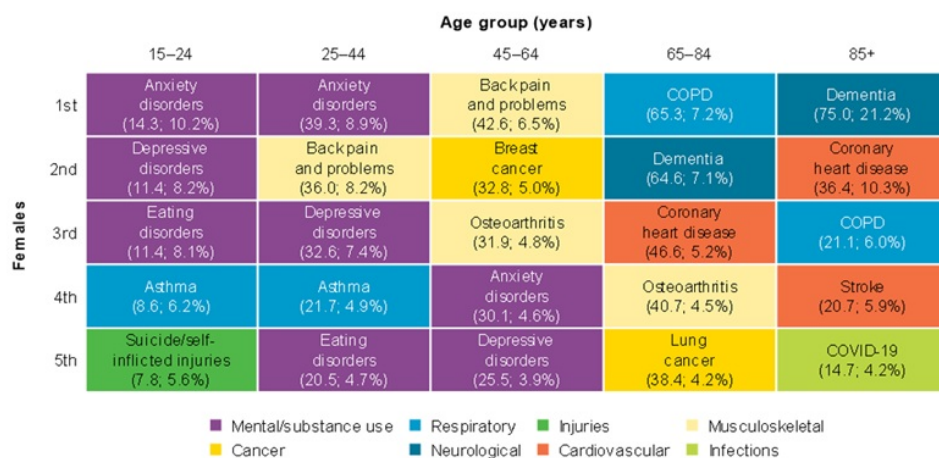 Age group (years)
15–24 25–44 45–64 65–84 85+
Females
1st
Anxiety
disorders
(14.3; 10.2%)
Anxiety
disorders
(39.3; 8.9%)
Back pain
and problems
(42.6; 6.5%)
COPD
(65.3; 7.2%)
Dementia
(75.0; 21.2%)
2nd
Depressive
disorders
(11.4; 8.2%)
Back pain
and problems
(36.0; 8.2%)
Breast
cancer
(32.8; 5.0%)
Dementia
(64.6; 7.1%)
Coronary
heart disease
(36.4; 10.3%)
3rd
Eating
disorders
(11.4; 8.1%)
Depressive
disorders
(32.6; 7.4%)
Osteoarthritis
(31.9; 4.8%)
Coronary
heart disease
(46.6; 5.2%)
COPD
(21.1; 6.0%)
4th
Asthma
(8.6; 6.2%)
Asthma
(21.7; 4.9%)
Anxiety
disorders
(30.1; 4.6%)
Osteoarthritis
(40.7; 4.5%)
Stroke
(20.7; 5.9%)
5th
Suicide/self-
inflicted injuries
(7.8; 5.6%)
Eating
disorders
(20.5; 4.7%)
Depressive
disorders
(25.5; 3.9%)
Lung
cancer
(38.4; 4.2%)
COVID-19
(14.7; 4.2%)
Mental/substance use Respiratory Injuries Musculoskeletal
Cancer Neurological Cardiovascular Infections